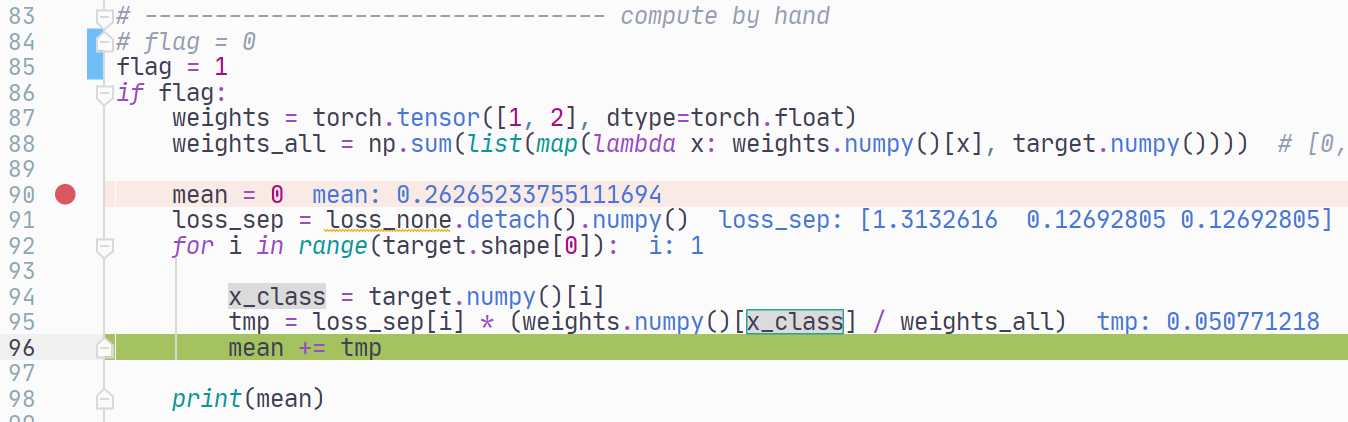 83 # --------------------------------- compute by hand
84 # flag = 0
85 flag = 1
86 if flag:
87 weights = torch.tensor([1, 2], dtype=torch.float)
88 weights_all = np.sum(list(map(lambda x: weights.numpy()[x], target.numpy()))) # [0,
89
90 mean = 0 mean: 0.26265233755111694
91 loss_sep = loss_none.detach().numpy() loss_sep: [1.3132616 0.12692805 0.12692805]
92 for i in range(target.shape[0]): i: 1
93
94 x_class = target.numpy()[i]
95 tmp = loss_sep[i] * (weights.numpy()[x_class] / weights_all) tmp: 0.050771218
96 mean += tmp
97
98 print(mean)